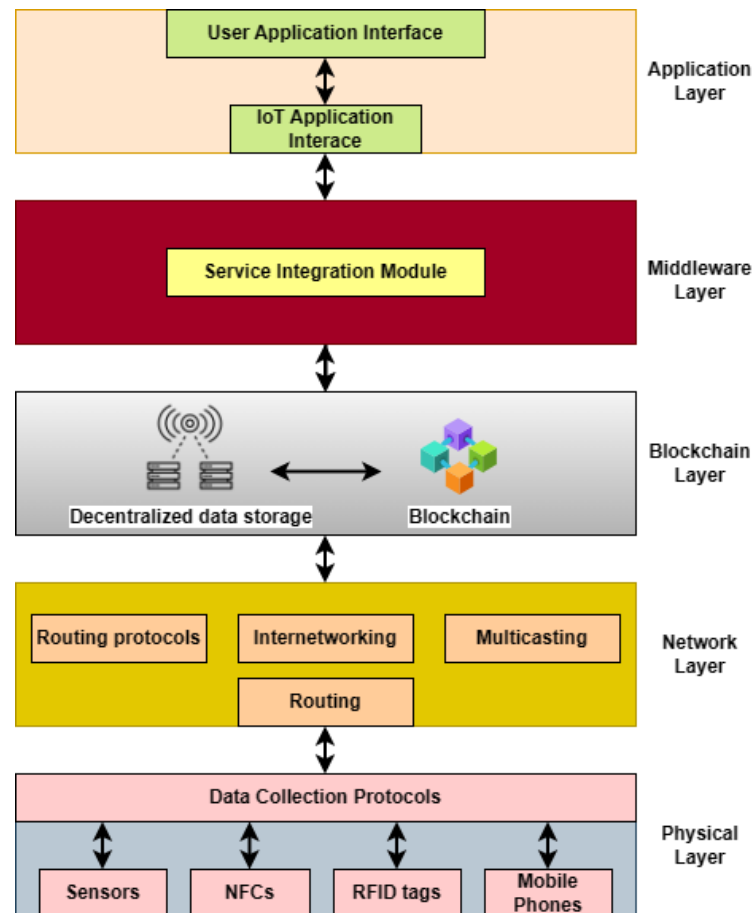 User Application Interface
Application
Layer
IoT Application
Interace
Service Integration Module
Middleware
Layer
Blockchain
Layer
Decentralized data storage
Blockchain
Routing protocols
Internetworking
Multicasting
Network
Layer
Routing
Data Collection Protocols
Physical
Layer
Sensors
NFCs
RFID tags
Mobile
Phones